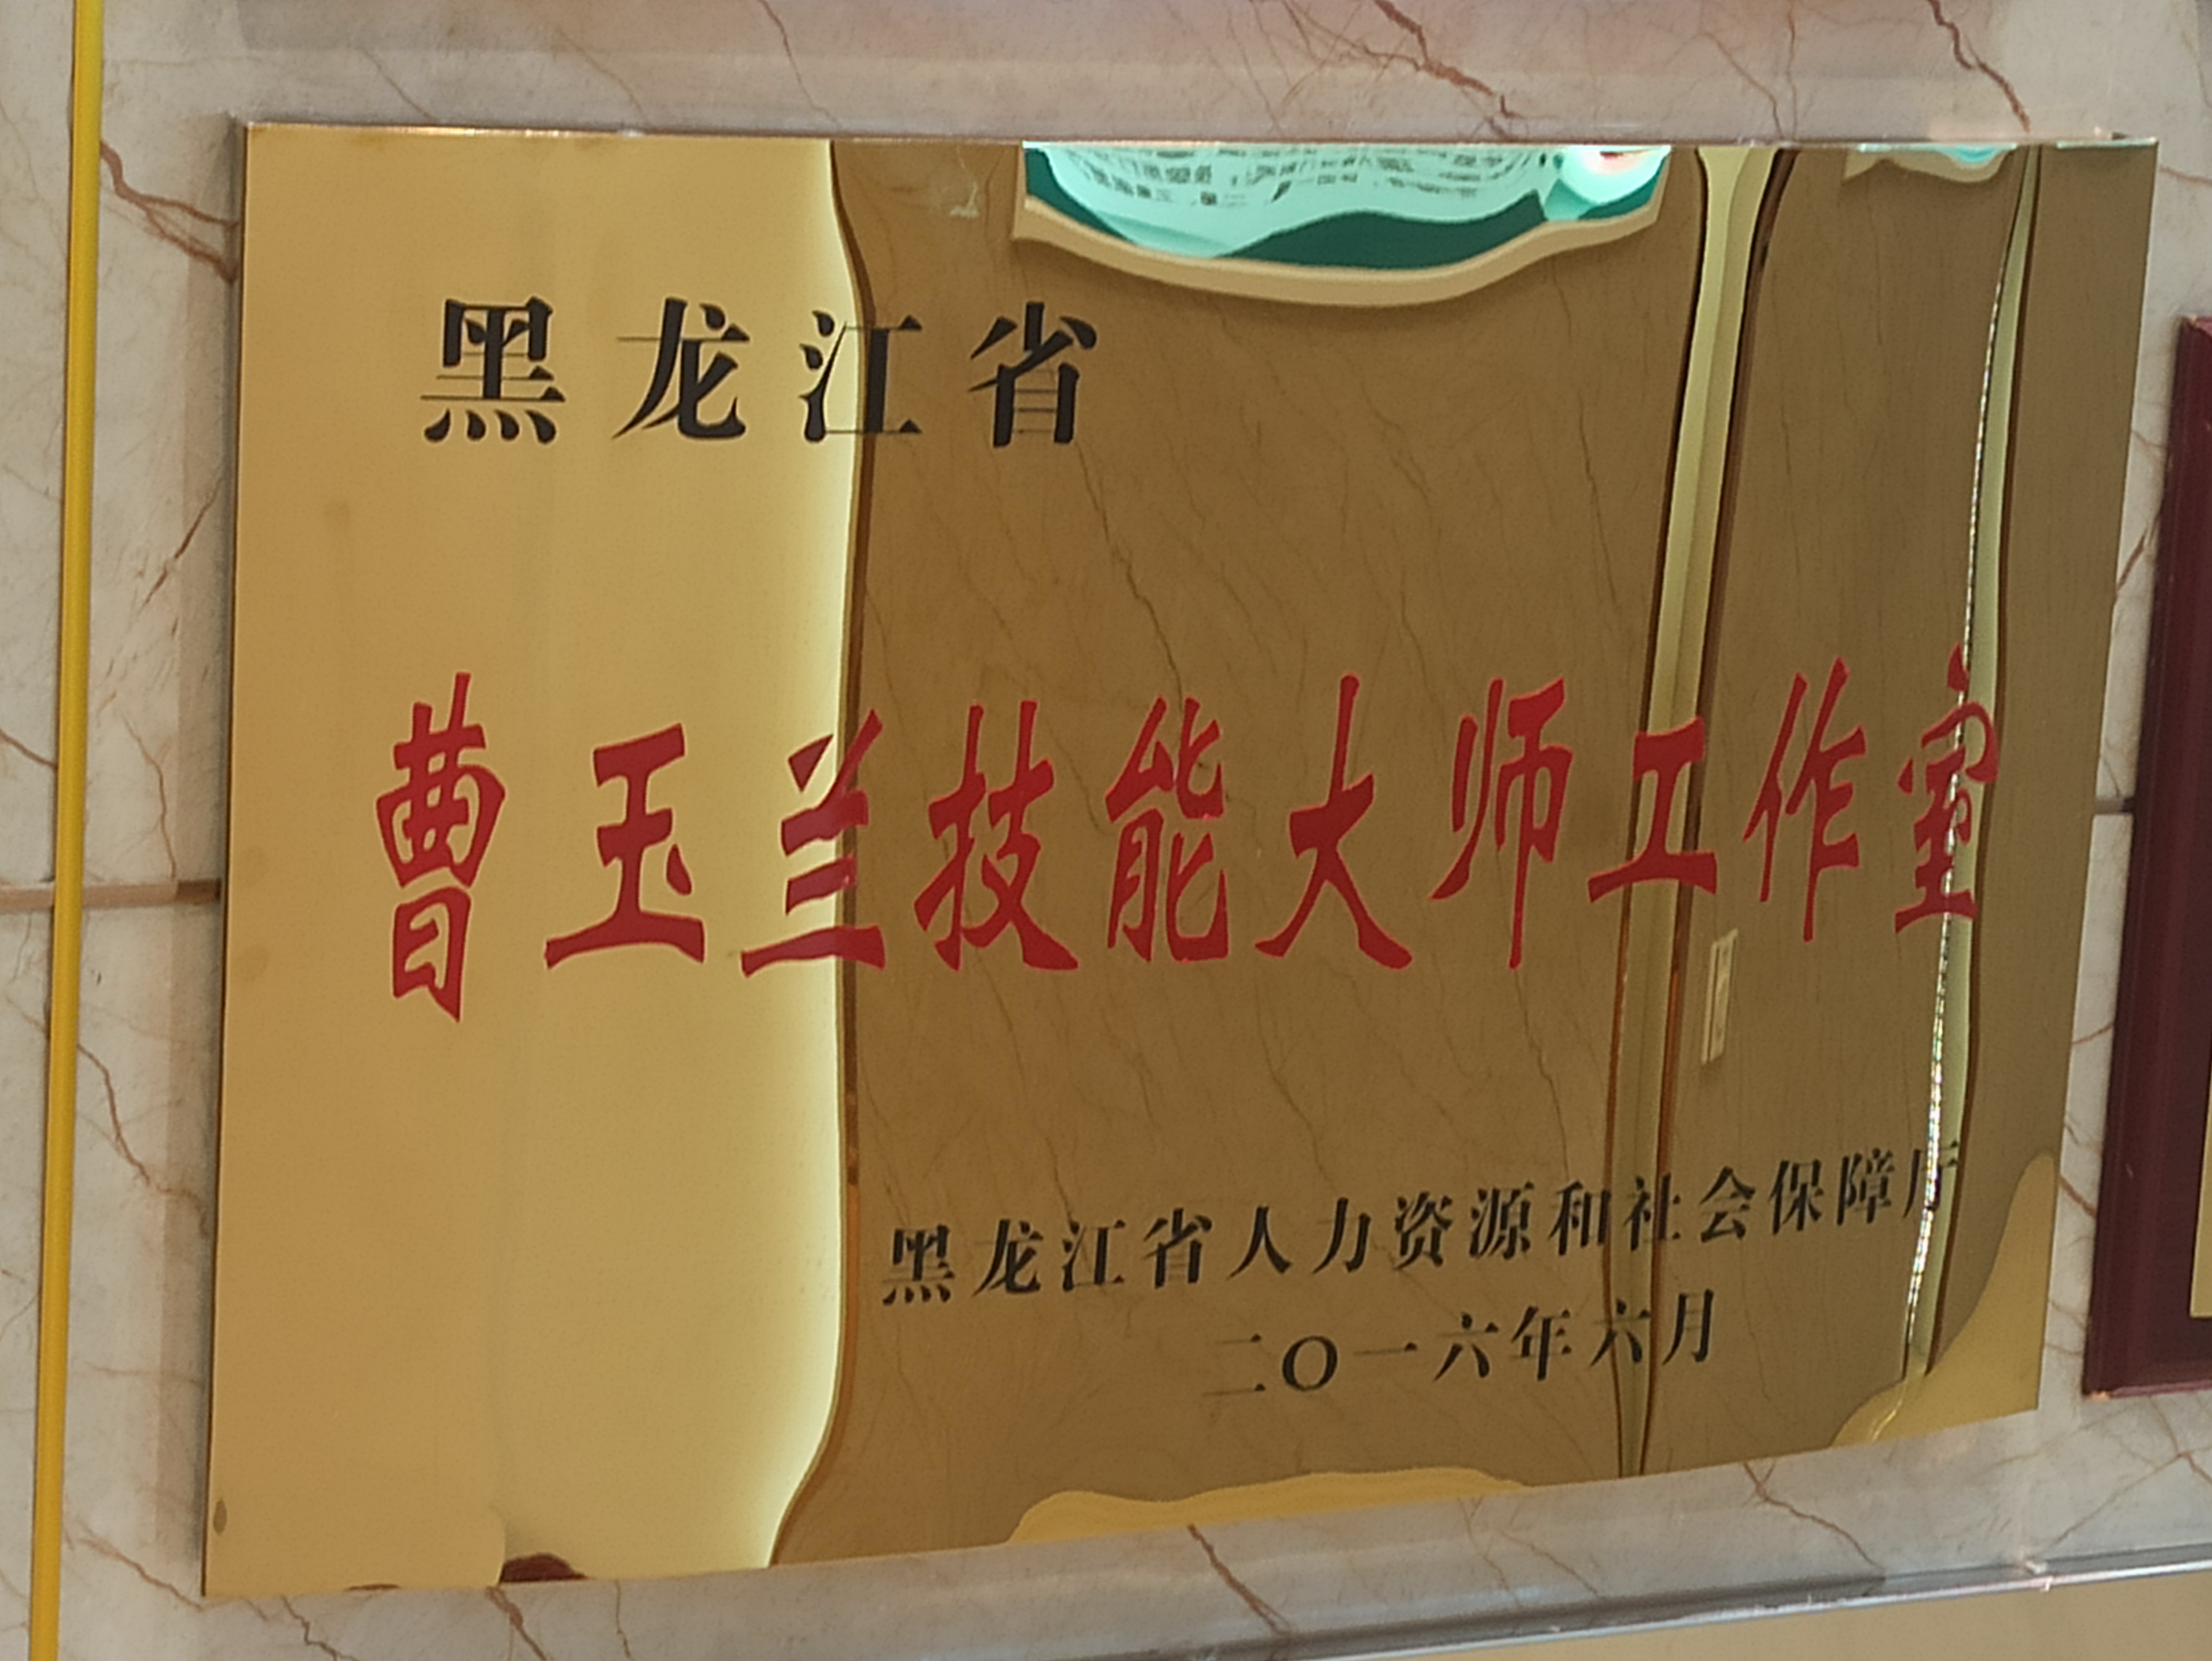 黑龙江省
曹玉兰技能大师工作室
黑龙江省人力资源和社会保障厅
二〇一六年六月